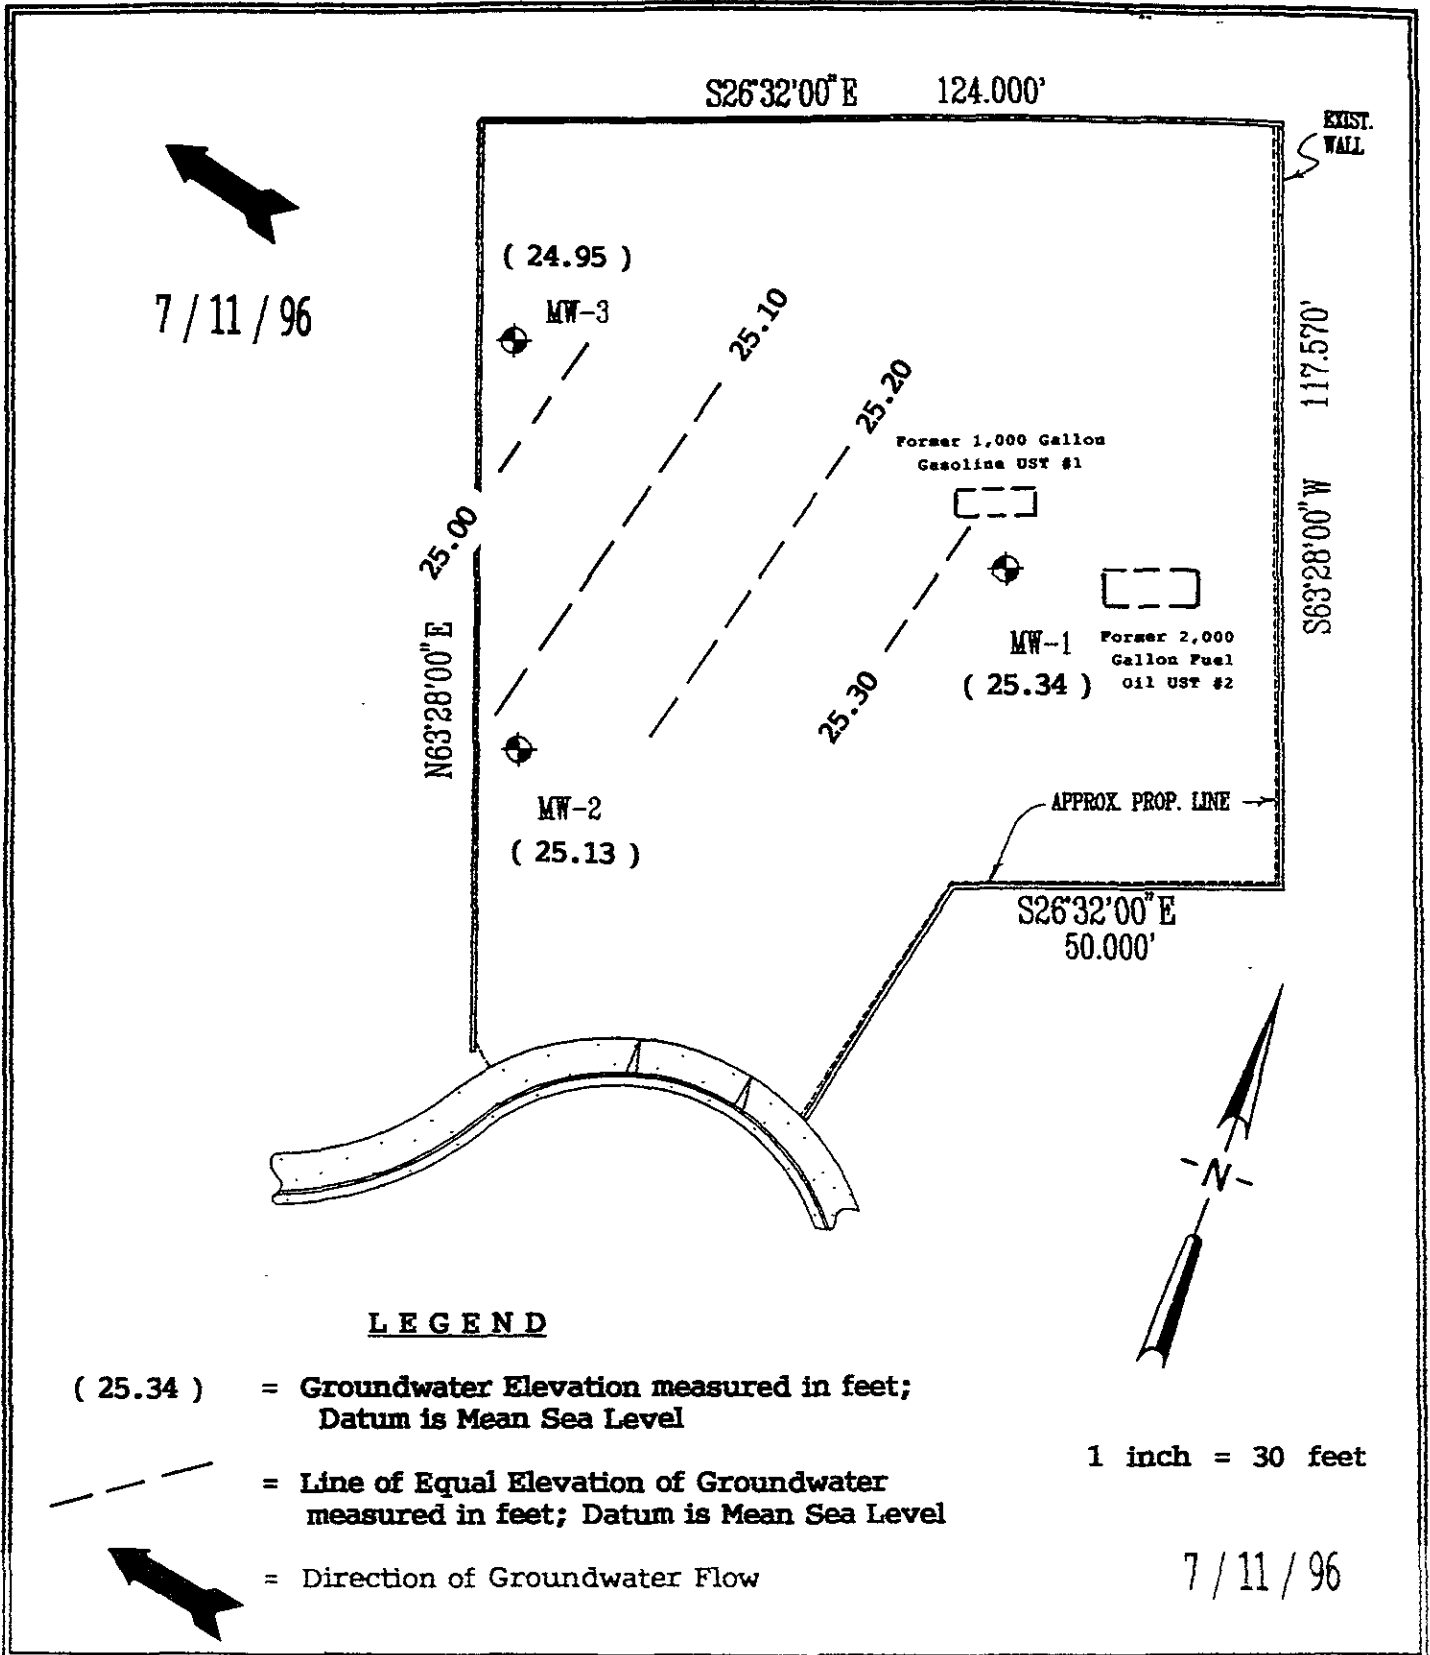 S26°32'00"E 124.000'
EXIST.
WALL
7 / 11 / 96
( 24.95 )
MW-3
25.10
25.20
117.570'
Former 1,000 Gallon
Gasoline UST #1
25.00
S63°28'00"W
N63°28'00"E
MW-1
( 25.34 )
Former 2,000
Gallon Fuel
Oil UST #2
25.30
MW-2
( 25.13 )
APPROX. PROP. LINE
S26°32'00"E
50.000'
-N-
LEGEND
( 25.34 ) = Groundwater Elevation measured in feet;
Datum is Mean Sea Level
1 inch = 30 feet
= Line of Equal Elevation of Groundwater
measured in feet; Datum is Mean Sea Level
= Direction of Groundwater Flow
7 / 11 / 96